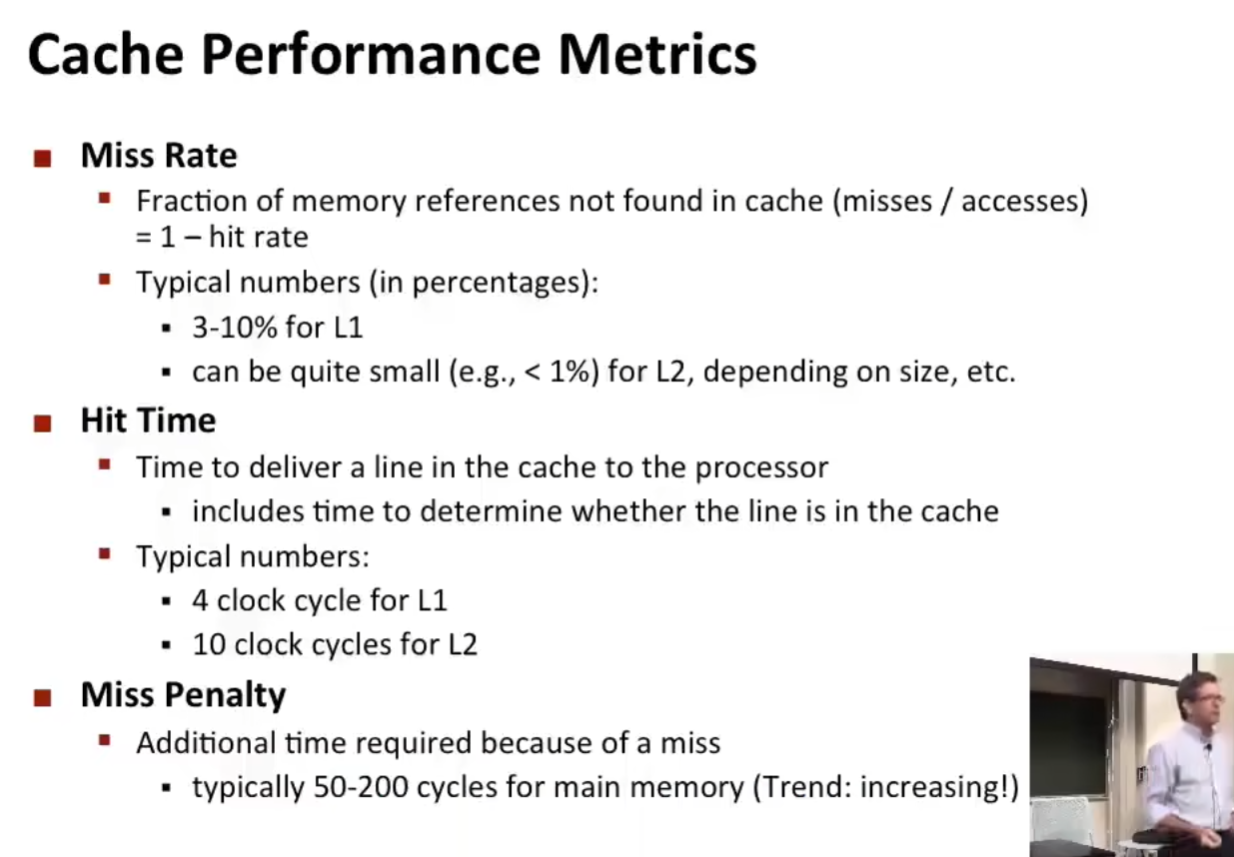 Cache Performance Metrics
Miss Rate
Fraction of memory references not found in cache (misses / accesses)
= 1 – hit rate
Typical numbers (in percentages):
3-10% for L1
can be quite small (e.g., < 1%) for L2, depending on size, etc.
Hit Time
Time to deliver a line in the cache to the processor
includes time to determine whether the line is in the cache
Typical numbers:
4 clock cycle for L1
10 clock cycles for L2
Miss Penalty
Additional time required because of a miss
typically 50-200 cycles for main memory (Trend: increasing!)